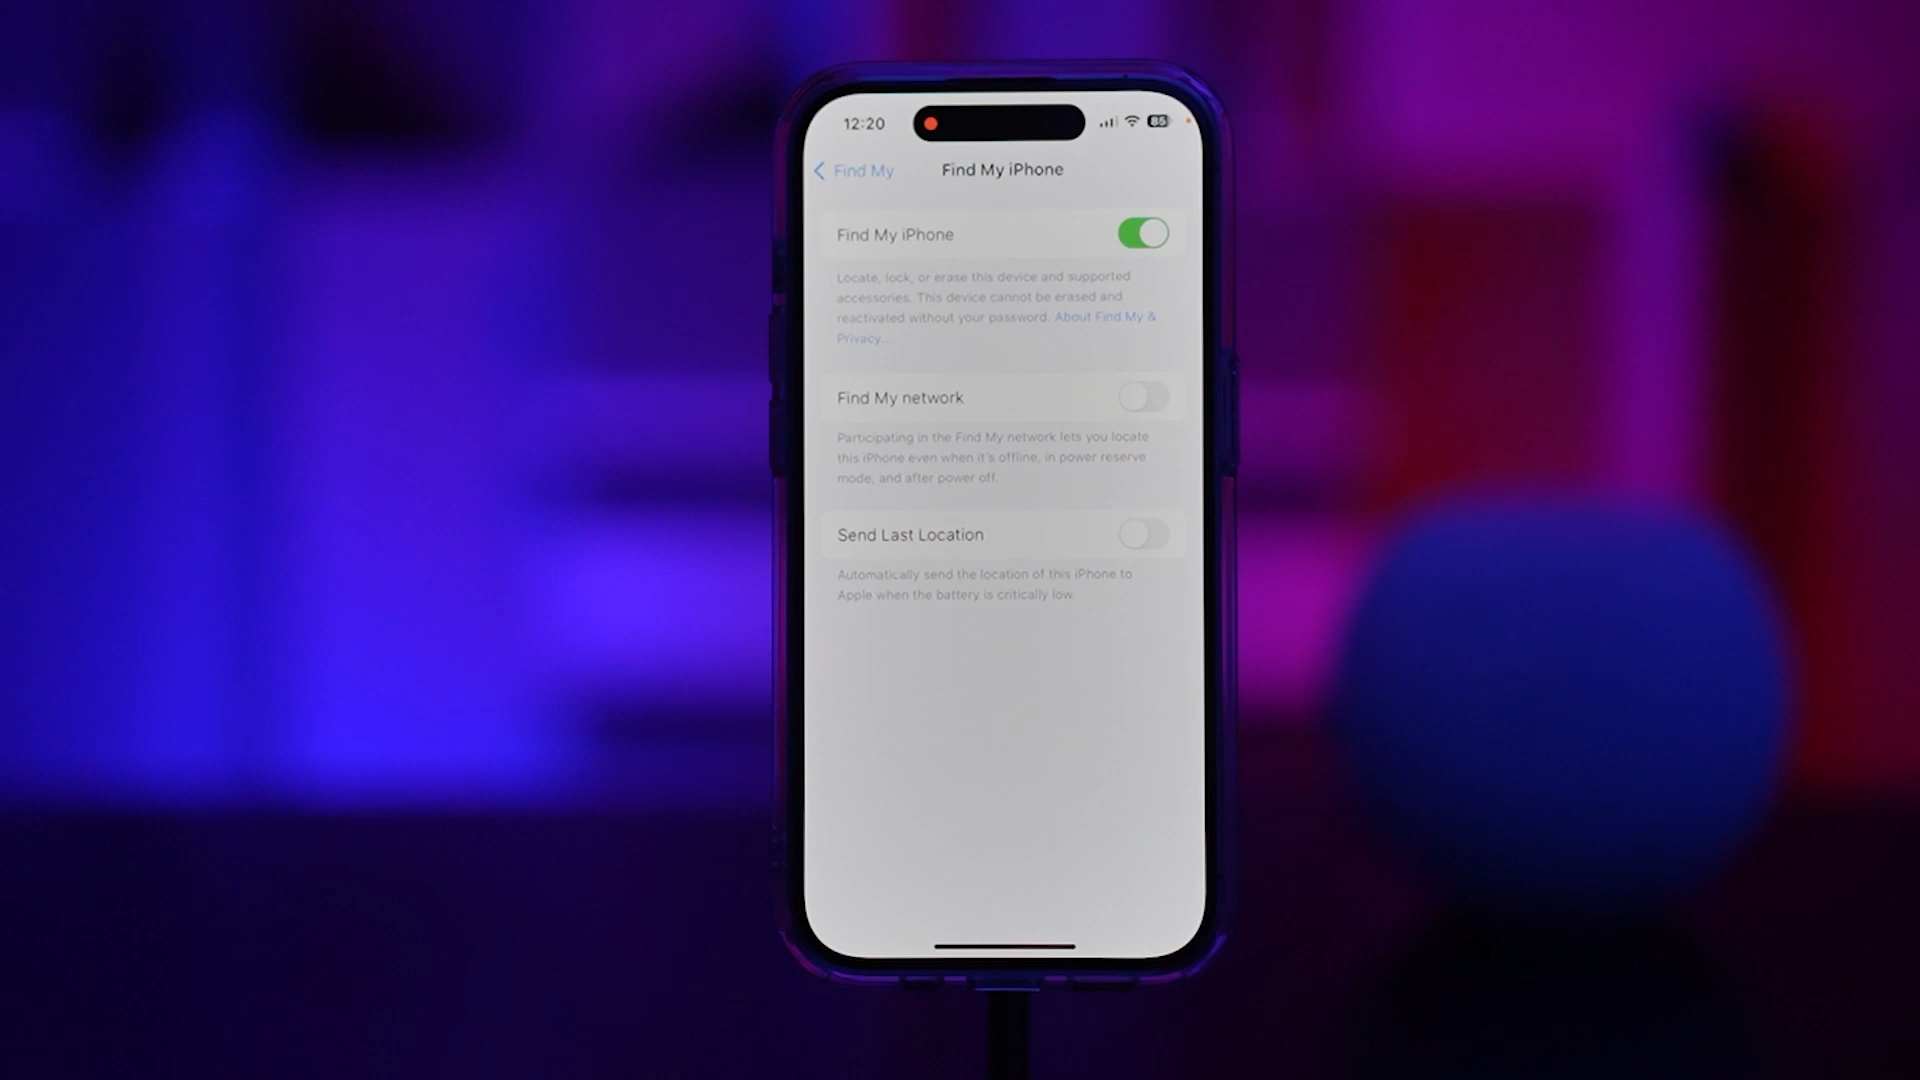 12:20
85
Find My
Find My iPhone
Find My iPhone
Locate, lock, or erase this device and supported
accessories. This device cannot be erased and
reactivated without your password. About Find My &
Privacy...
Find My network
Participating in the Find My network lets you locate
this iPhone even when it's offline, in power reserve
mode, and after power off.
Send Last Location
Automatically send the location of this iPhone to
Apple when the battery is critically low.